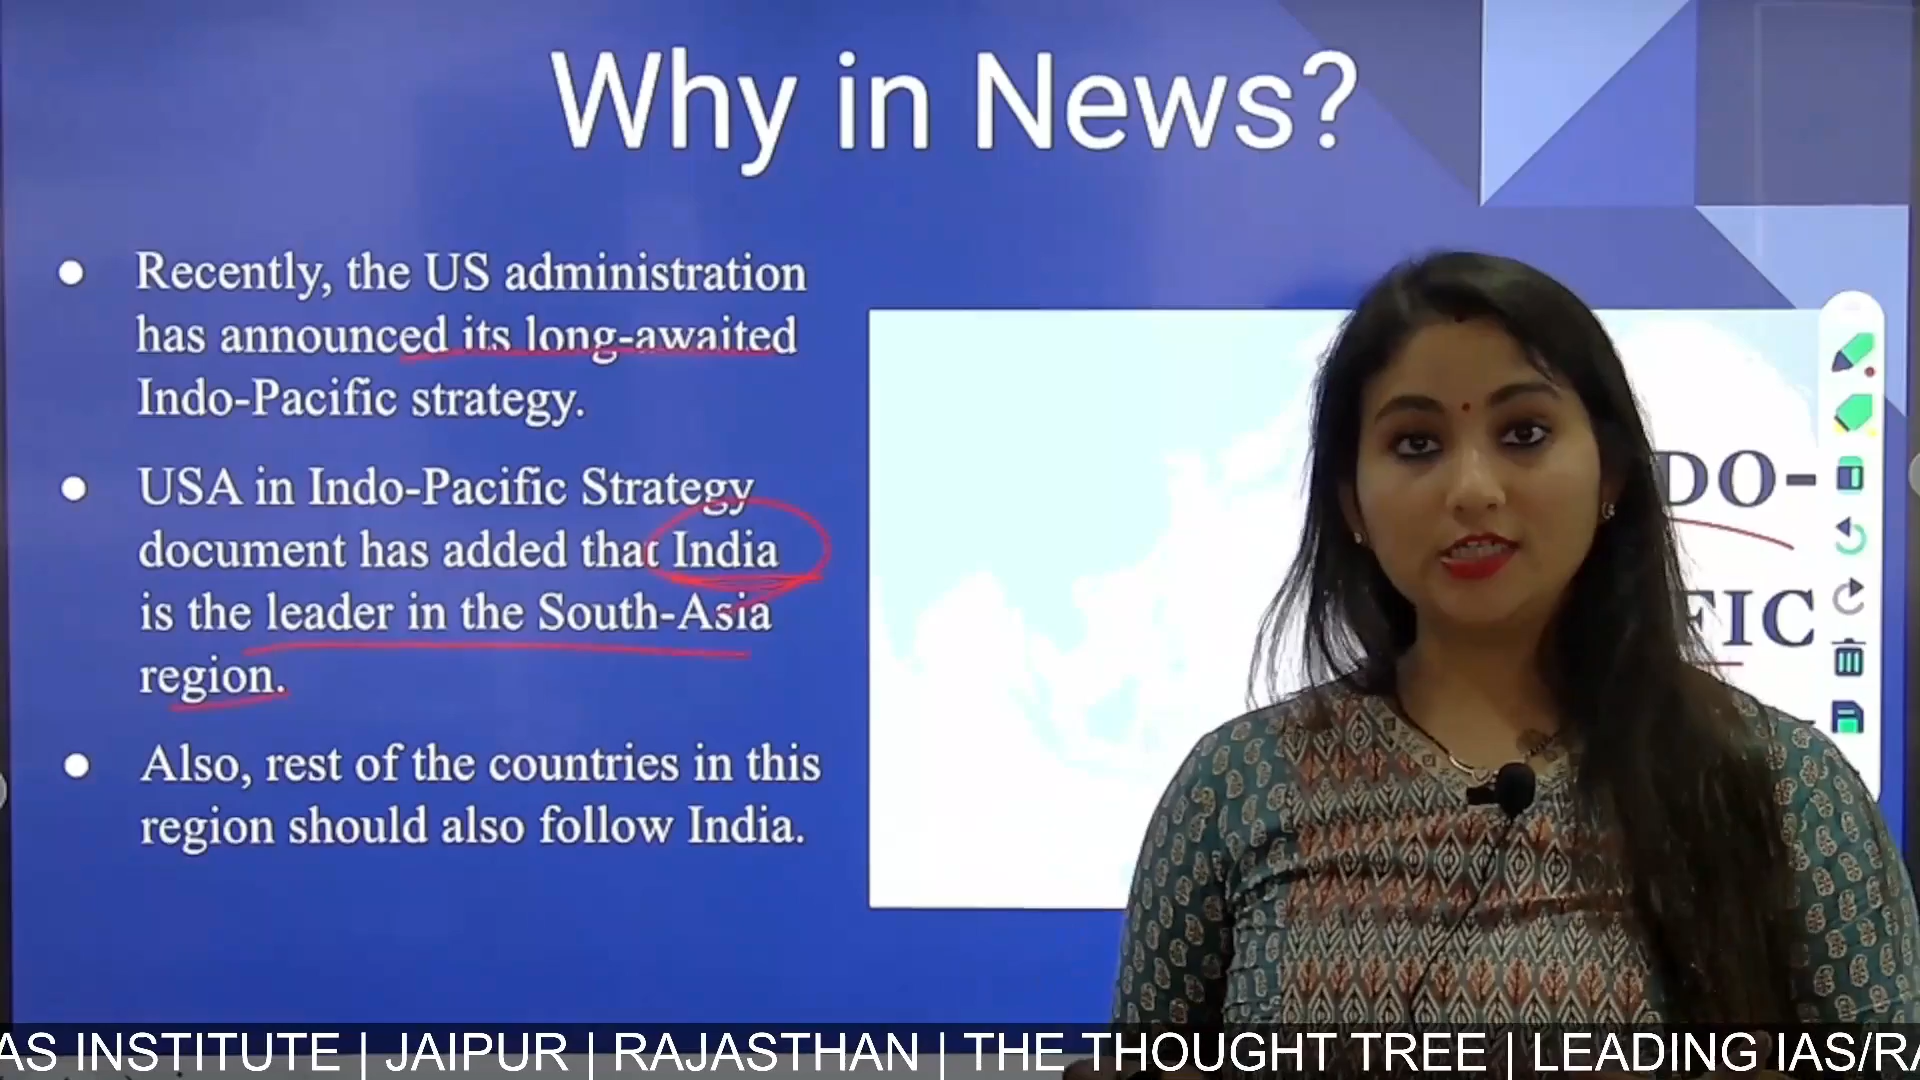 Why in News?
● Recently, the US administration
has announced its long-awaited
Indo-Pacific strategy.
● USA in Indo-Pacific Strategy
document has added that India
is the leader in the South-Asia
region.
● Also, rest of the countries in this
region should also follow India.
DO-
FIC
AS INSTITUTE | JAIPUR | RAJASTHAN | THE THOUGHT TREE | LEADING IAS/RA